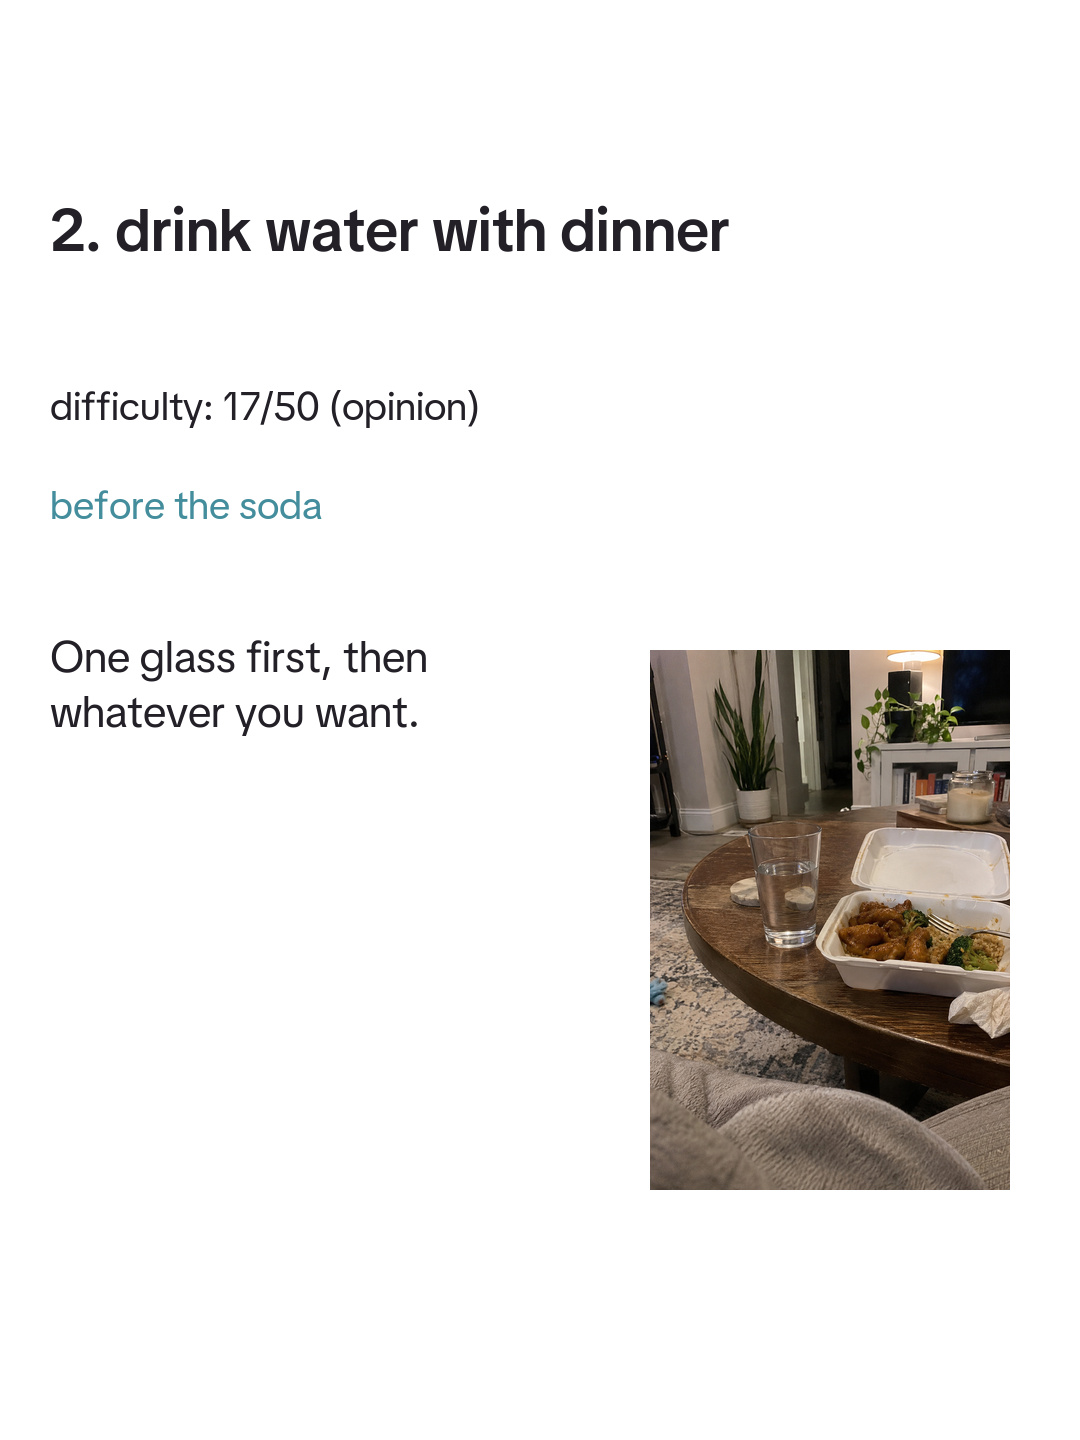 2. drink water with dinner
difficulty: 17/50 (opinion)
before the soda
One glass first, then
whatever you want.